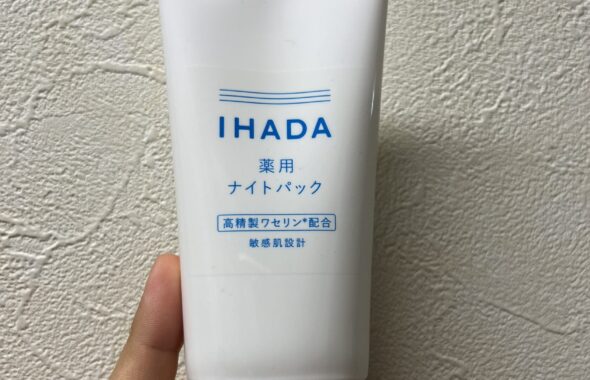 IHADA
薬用
ナイトパック
高精製ワセリン*配合
敏感肌設計